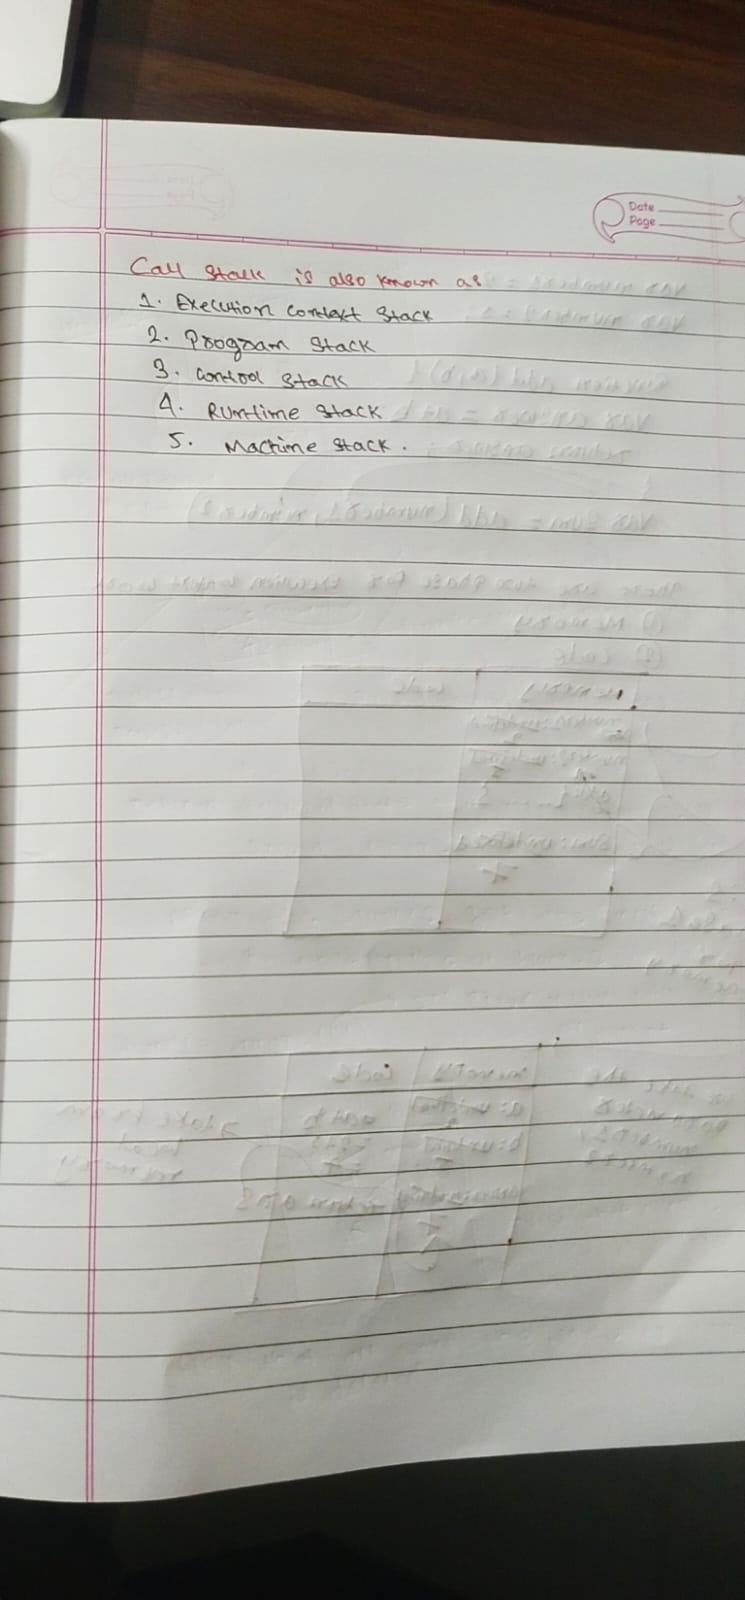 Date
Page
Call Stack is also known as
1. Execution Context Stack
2. Program Stack
3. Control Stack
4. Runtime Stack
5. Machine Stack.